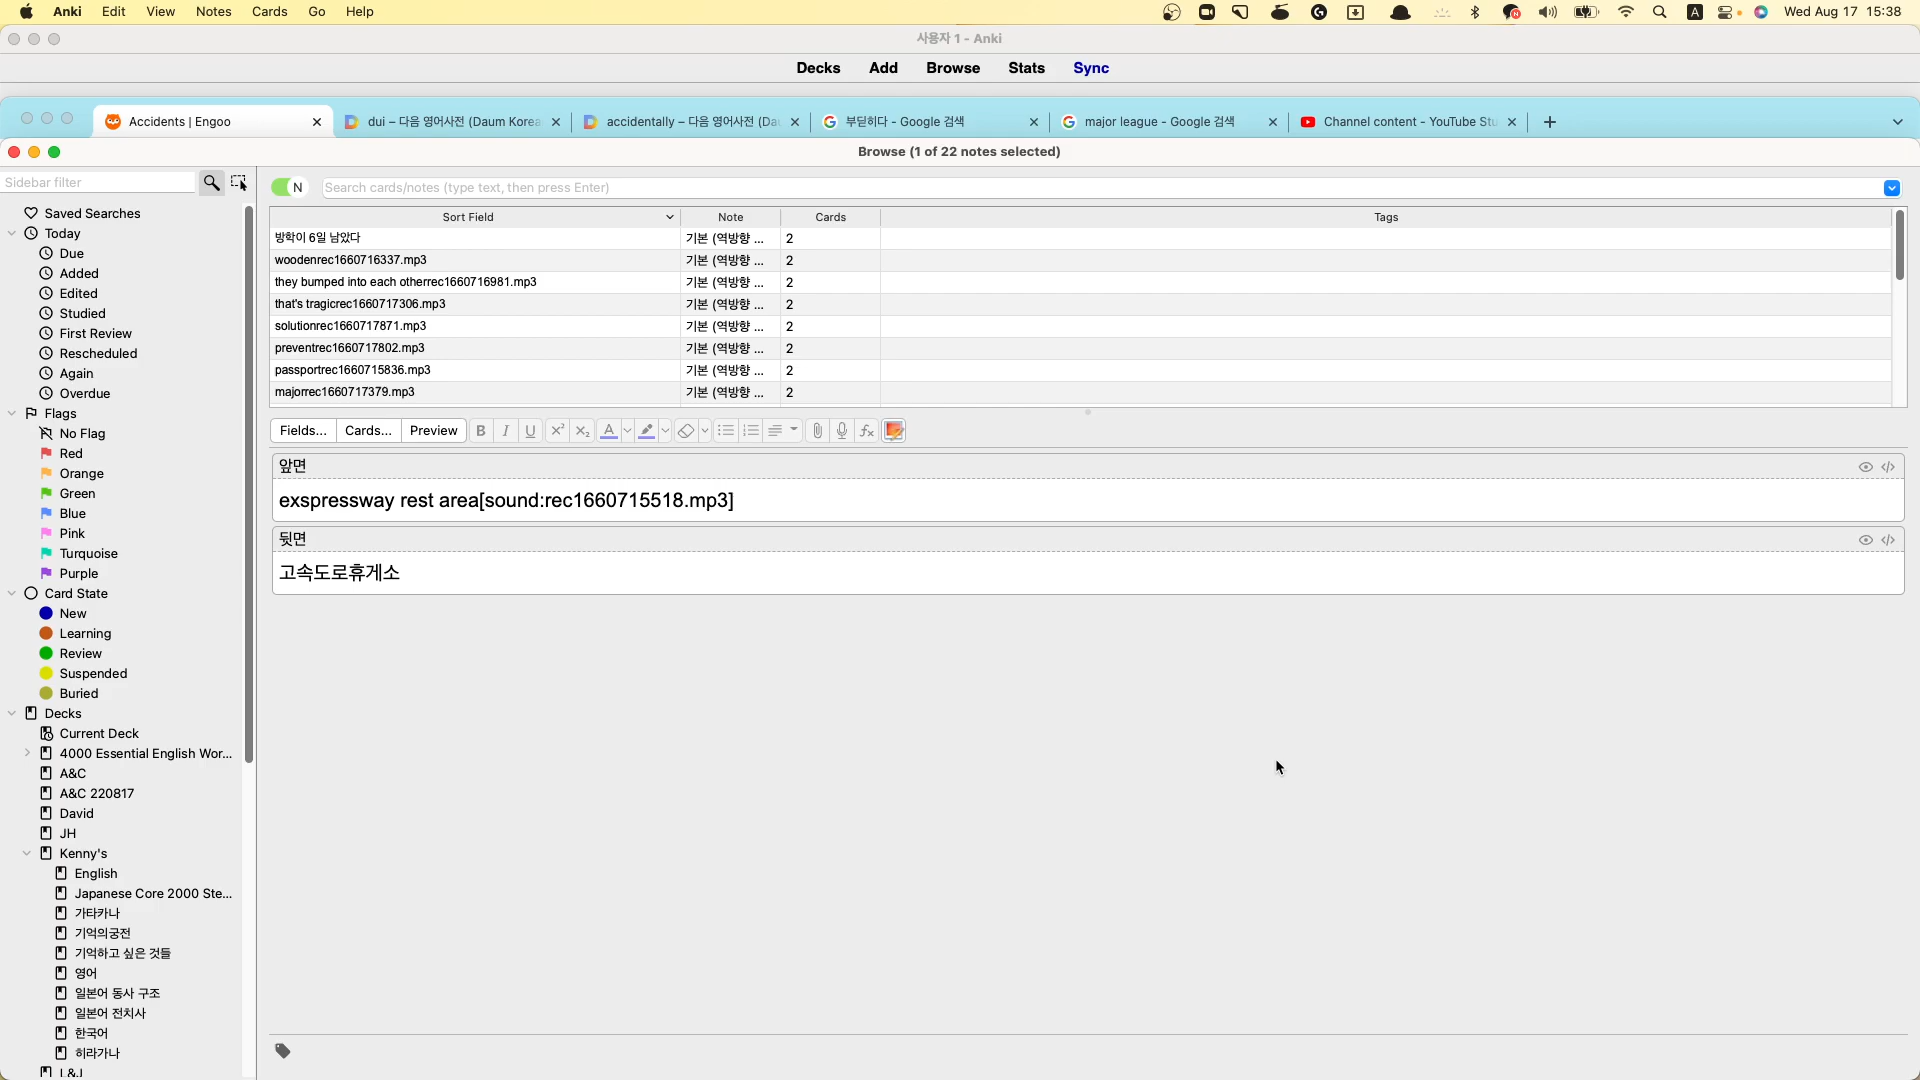 Anki Edit View Notes Cards Go Help
Wed Aug 17 15:38
사용자 1 - Anki
Decks Add Browse Stats Sync
Accidents | Engoo
dui – 다음 영어사전 (Daum Korea
accidentally – 다음 영어사전 (Da
부딛히다 - Google 검색
major league - Google 검색
Channel content - YouTube Stu
Browse (1 of 22 notes selected)
Sidebar filter
N
Search cards/notes (type text, then press Enter)
Saved Searches
Today
Due
Added
Edited
Studied
First Review
Rescheduled
Again
Overdue
Flags
No Flag
Red
Orange
Green
Blue
Pink
Turquoise
Purple
Card State
New
Learning
Review
Suspended
Buried
Decks
Current Deck
4000 Essential English Wor...
A&C
A&C 220817
David
JH
Kenny's
English
Japanese Core 2000 Ste...
가타카나
기억의궁전
기억하고 싶은 것들
영어
일본어 동사 구조
일본어 전치사
한국어
히라가나
L&J
Sort Field Note Cards Tags
방학이 6일 남았다 기본 (역방향 ... 2
woodenrec1660716337.mp3 기본 (역방향 ... 2
they bumped into each otherrec1660716981.mp3 기본 (역방향 ... 2
that's tragicrec1660717306.mp3 기본 (역방향 ... 2
solutionrec1660717871.mp3 기본 (역방향 ... 2
preventrec1660717802.mp3 기본 (역방향 ... 2
passportrec1660715836.mp3 기본 (역방향 ... 2
majorrec1660717379.mp3 기본 (역방향 ... 2
Fields... Cards... Preview B I U x² x₂ A fx
앞면
exspressway rest area[sound:rec1660715518.mp3]
뒷면
고속도로휴게소